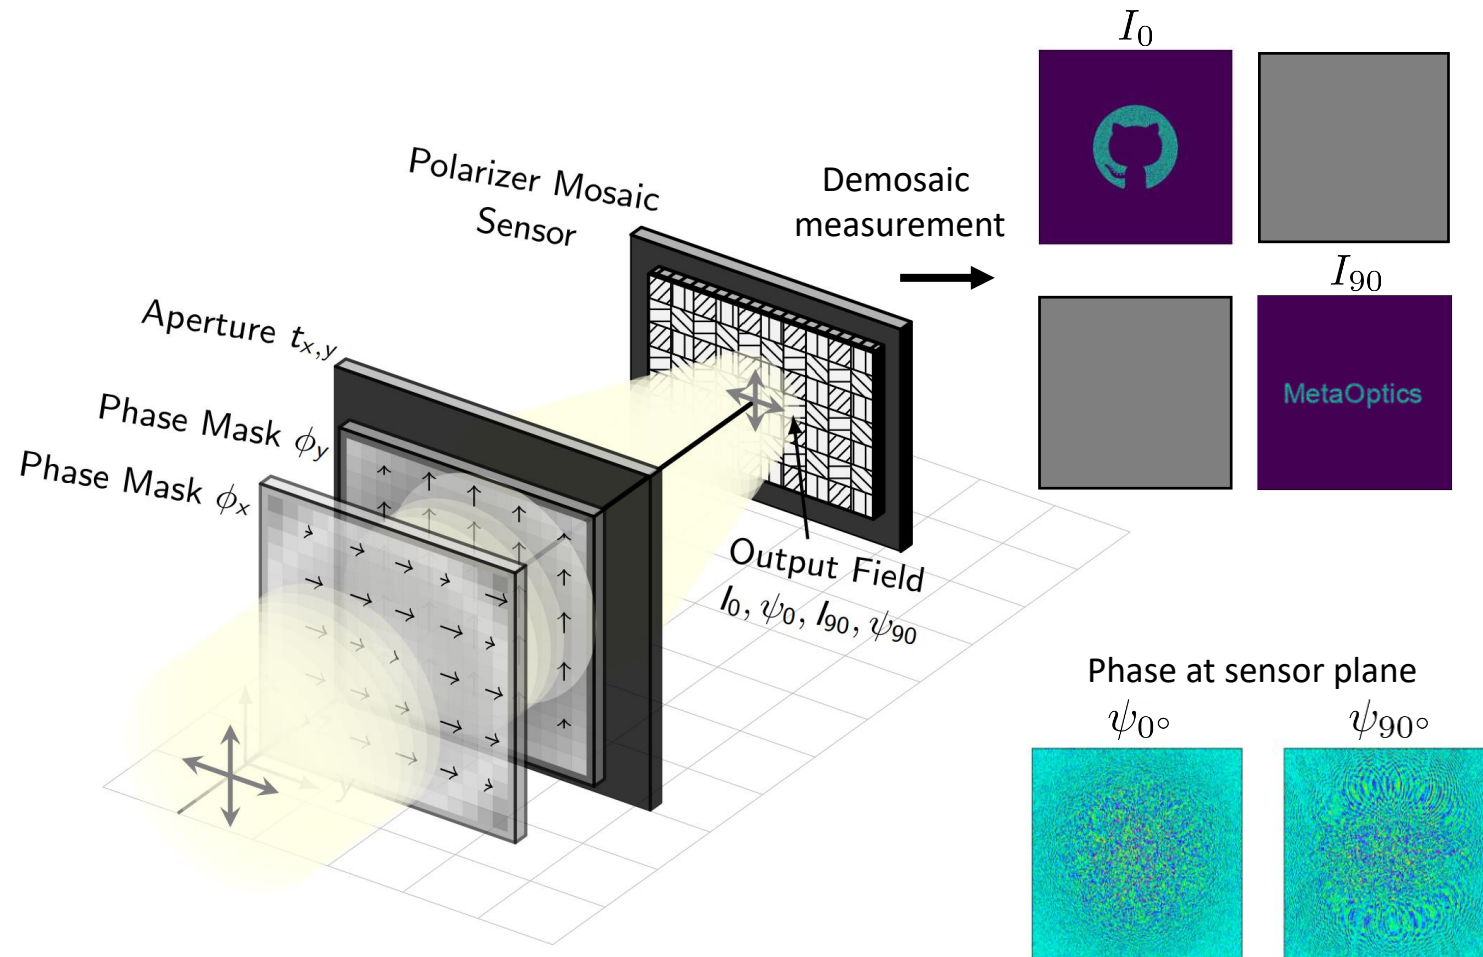 I₀
Polarizer Mosaic
Sensor
Demosaic
measurement
I₉₀
Aperture tₓ,ᵧ
Phase Mask ϕᵧ
Phase Mask ϕₓ
MetaOptics
Output Field
I₀, ψ₀, I₉₀, ψ₉₀
y
Phase at sensor plane
ψ₀°
ψ₉₀°